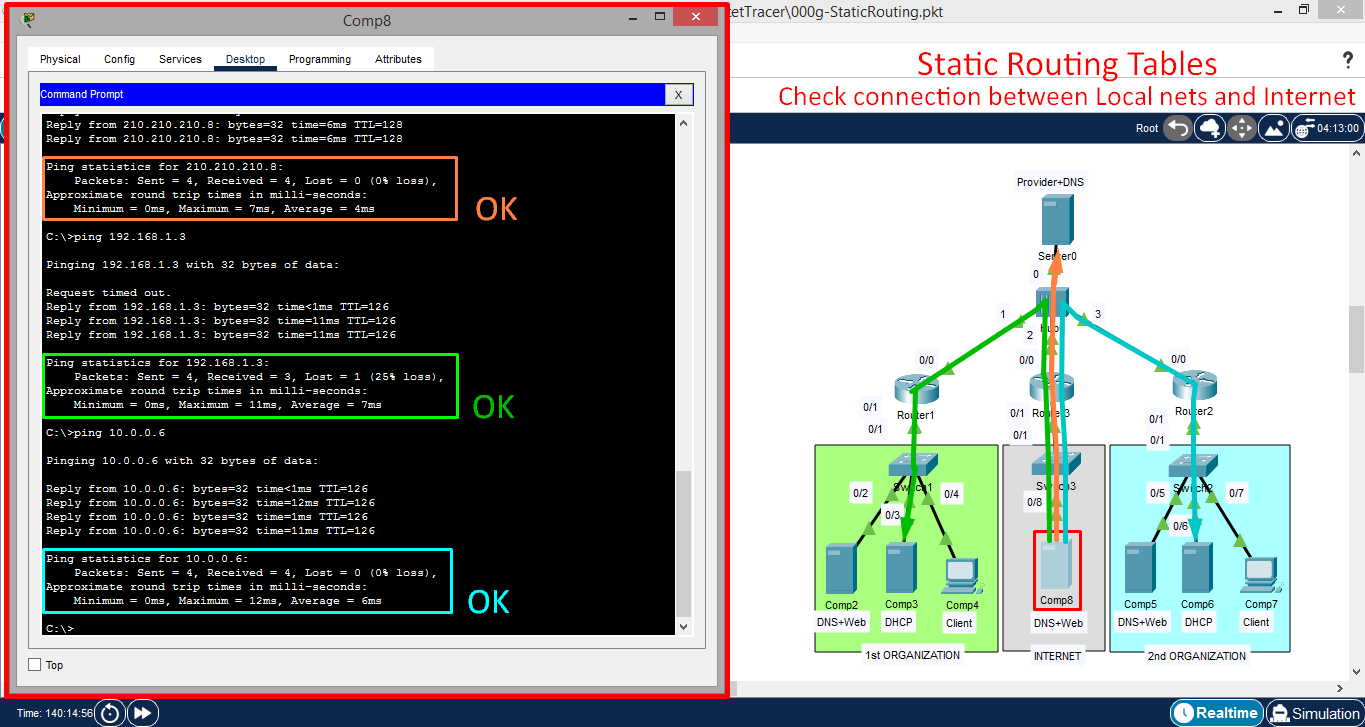 Comp8
etTracer\000g-StaticRouting.pkt
Physical Config Services Desktop Programming Attributes
Command Prompt
X
Reply from 210.210.210.8: bytes=32 time=6ms TTL=128
Reply from 210.210.210.8: bytes=32 time=6ms TTL=128
Ping statistics for 210.210.210.8:
Packets: Sent = 4, Received = 4, Lost = 0 (0% loss),
Approximate round trip times in milli-seconds:
Minimum = 0ms, Maximum = 7ms, Average = 4ms
OK
C:\>ping 192.168.1.3
Pinging 192.168.1.3 with 32 bytes of data:
Request timed out.
Reply from 192.168.1.3: bytes=32 time<1ms TTL=126
Reply from 192.168.1.3: bytes=32 time=11ms TTL=126
Reply from 192.168.1.3: bytes=32 time=11ms TTL=126
Ping statistics for 192.168.1.3:
Packets: Sent = 4, Received = 3, Lost = 1 (25% loss),
Approximate round trip times in milli-seconds:
Minimum = 0ms, Maximum = 11ms, Average = 7ms
OK
C:\>ping 10.0.0.6
Pinging 10.0.0.6 with 32 bytes of data:
Reply from 10.0.0.6: bytes=32 time<1ms TTL=126
Reply from 10.0.0.6: bytes=32 time=12ms TTL=126
Reply from 10.0.0.6: bytes=32 time=1ms TTL=126
Reply from 10.0.0.6: bytes=32 time=11ms TTL=126
Ping statistics for 10.0.0.6:
Packets: Sent = 4, Received = 4, Lost = 0 (0% loss),
Approximate round trip times in milli-seconds:
Minimum = 0ms, Maximum = 12ms, Average = 6ms
OK
C:\>
Top
Time: 140:14:56
Static Routing Tables
?
Check connection between Local nets and Internet
Root
04:13:00
Provider+DNS
Server0
0
1
3
2
0/0
0/0
0/0
Router1
Router3
Router2
0/1
0/1
0/1
0/1
0/1
0/1
Switch1
Switch3
Switch2
0/2
0/4
0/3
0/8
0/5
0/7
0/6
Comp2 Comp3 Comp4 Comp8 Comp5 Comp6 Comp7
DNS+Web DHCP Client DNS+Web DNS+Web DHCP Client
1st ORGANIZATION INTERNET 2nd ORGANIZATION
Realtime Simulation